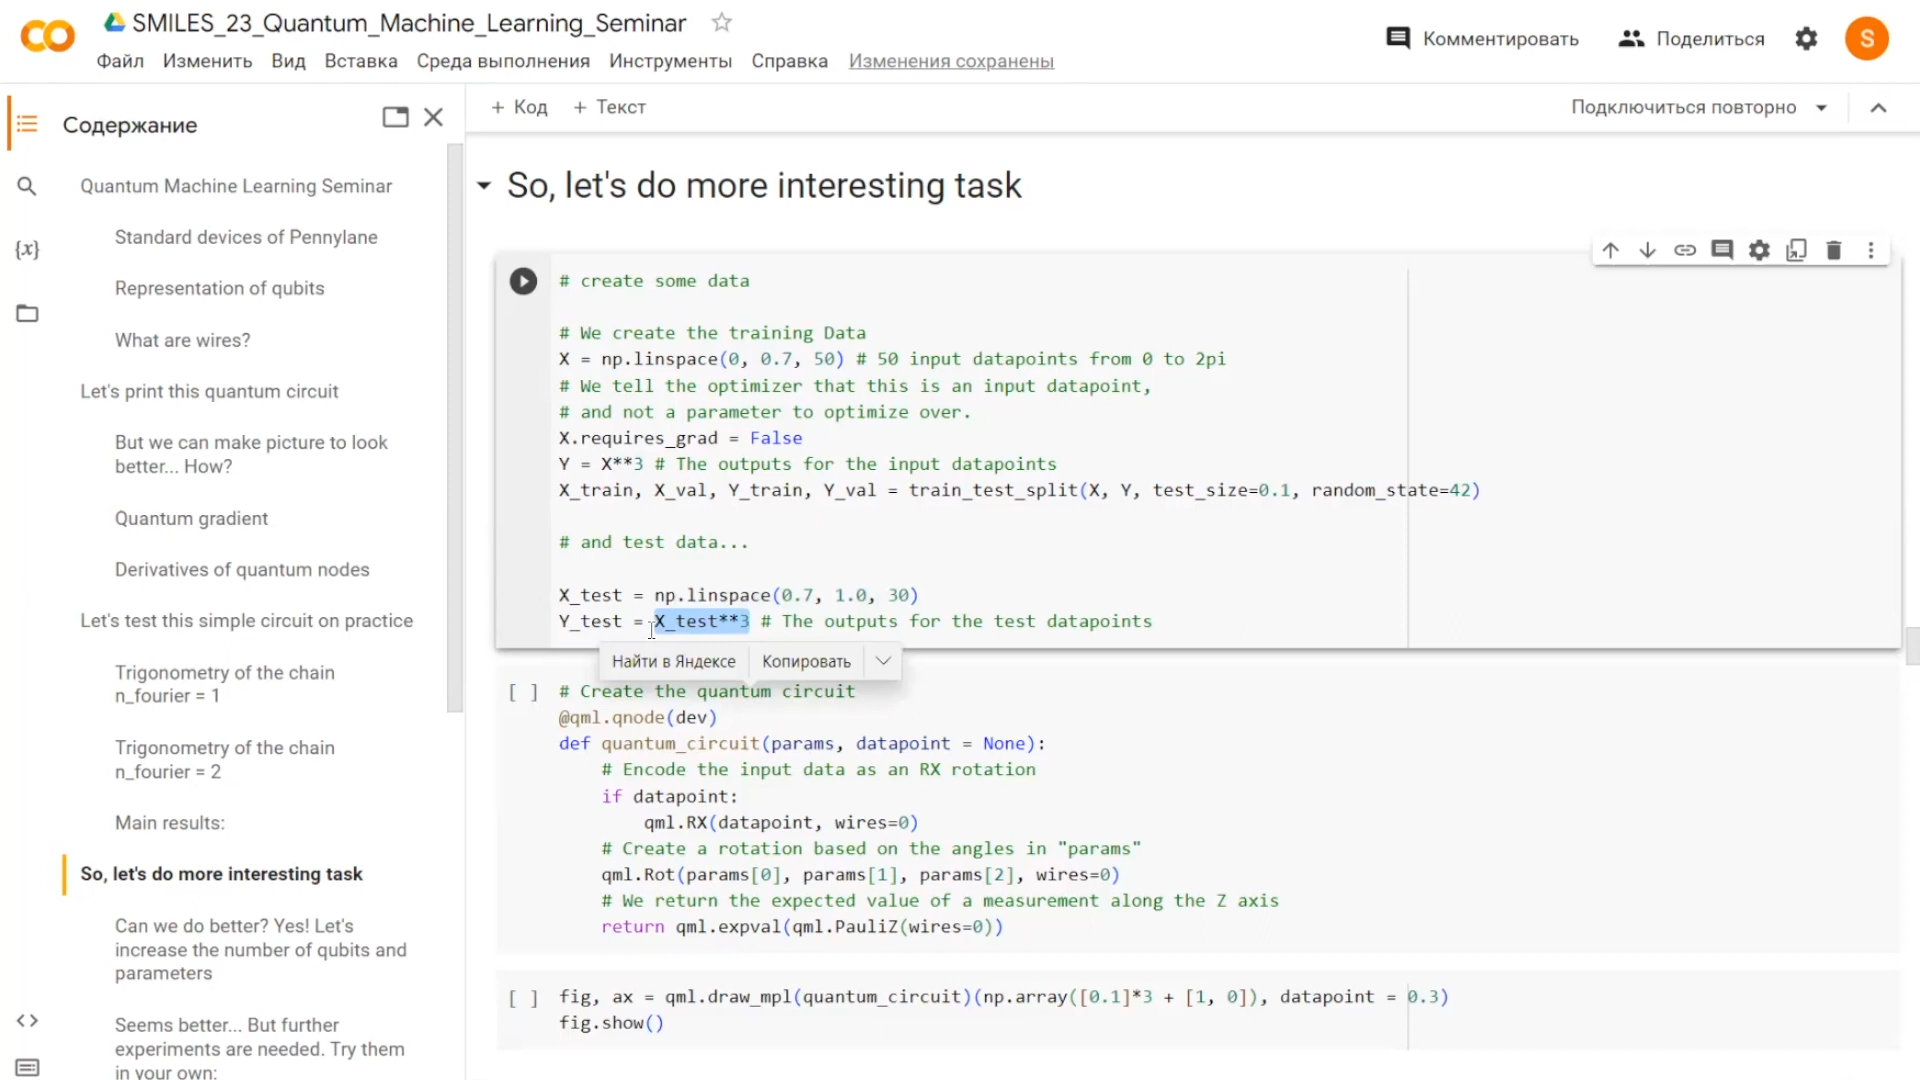 SMILES_23_Quantum_Machine_Learning_Seminar
Комментировать
Поделиться
S
Файл Изменить Вид Вставка Среда выполнения Инструменты Справка Изменения сохранены
Содержание
+ Код + Текст
Подключиться повторно
Quantum Machine Learning Seminar
Standard devices of Pennylane
Representation of qubits
What are wires?
Let's print this quantum circuit
But we can make picture to look
better... How?
Quantum gradient
Derivatives of quantum nodes
Let's test this simple circuit on practice
Trigonometry of the chain
n_fourier = 1
Trigonometry of the chain
n_fourier = 2
Main results:
So, let's do more interesting task
Can we do better? Yes! Let's
increase the number of qubits and
parameters
Seems better... But further
experiments are needed. Try them
in your own:
So, let's do more interesting task
# create some data
# We create the training Data
X = np.linspace(0, 0.7, 50) # 50 input datapoints from 0 to 2pi
# We tell the optimizer that this is an input datapoint,
# and not a parameter to optimize over.
X.requires_grad = False
Y = X**3 # The outputs for the input datapoints
X_train, X_val, Y_train, Y_val = train_test_split(X, Y, test_size=0.1, random_state=42)
# and test data...
X_test = np.linspace(0.7, 1.0, 30)
Y_test = X_test**3 # The outputs for the test datapoints
Найти в Яндексе Копировать
[ ] # Create the quantum circuit
@qml.qnode(dev)
def quantum_circuit(params, datapoint = None):
# Encode the input data as an RX rotation
if datapoint:
qml.RX(datapoint, wires=0)
# Create a rotation based on the angles in "params"
qml.Rot(params[0], params[1], params[2], wires=0)
# We return the expected value of a measurement along the Z axis
return qml.expval(qml.PauliZ(wires=0))
[ ] fig, ax = qml.draw_mpl(quantum_circuit)(np.array([0.1]*3 + [1, 0]), datapoint = 0.3)
fig.show()